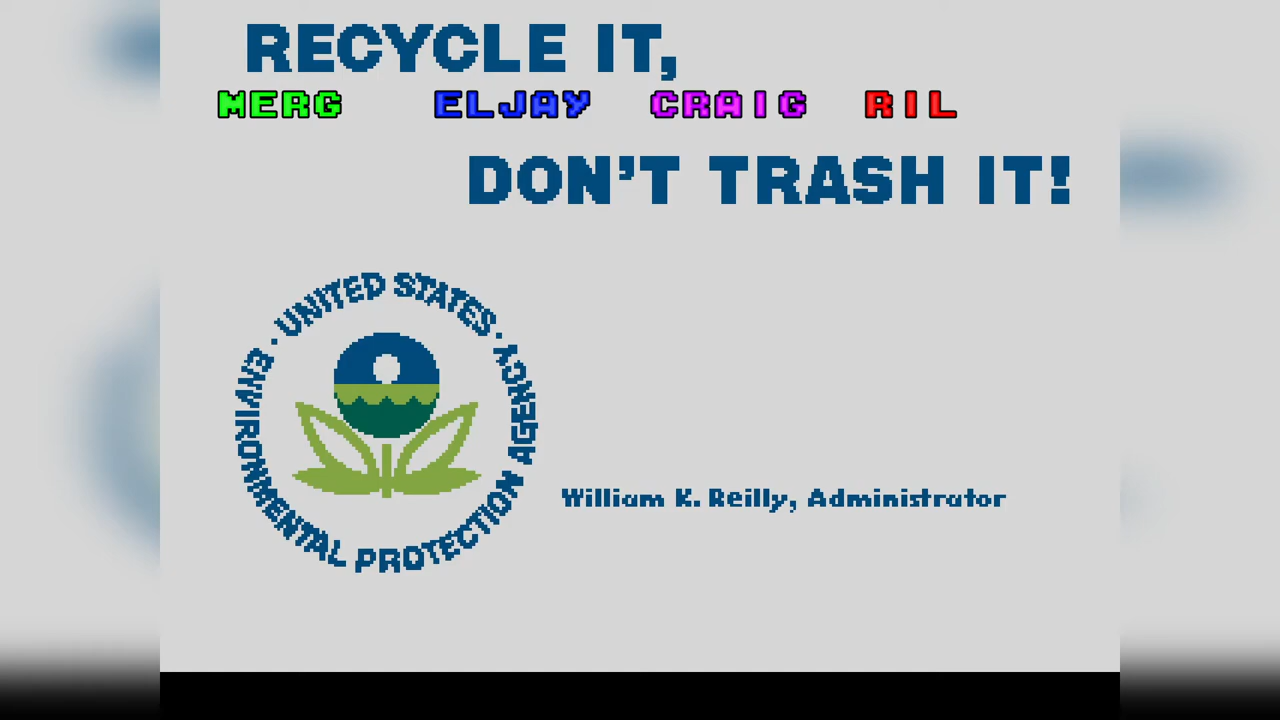 RECYCLE IT,
MERG ELJAY CRAIG RIL
DON'T TRASH IT!
· UNITED STATES · ENVIRONMENTAL PROTECTION AGENCY
William K. Reilly, Administrator